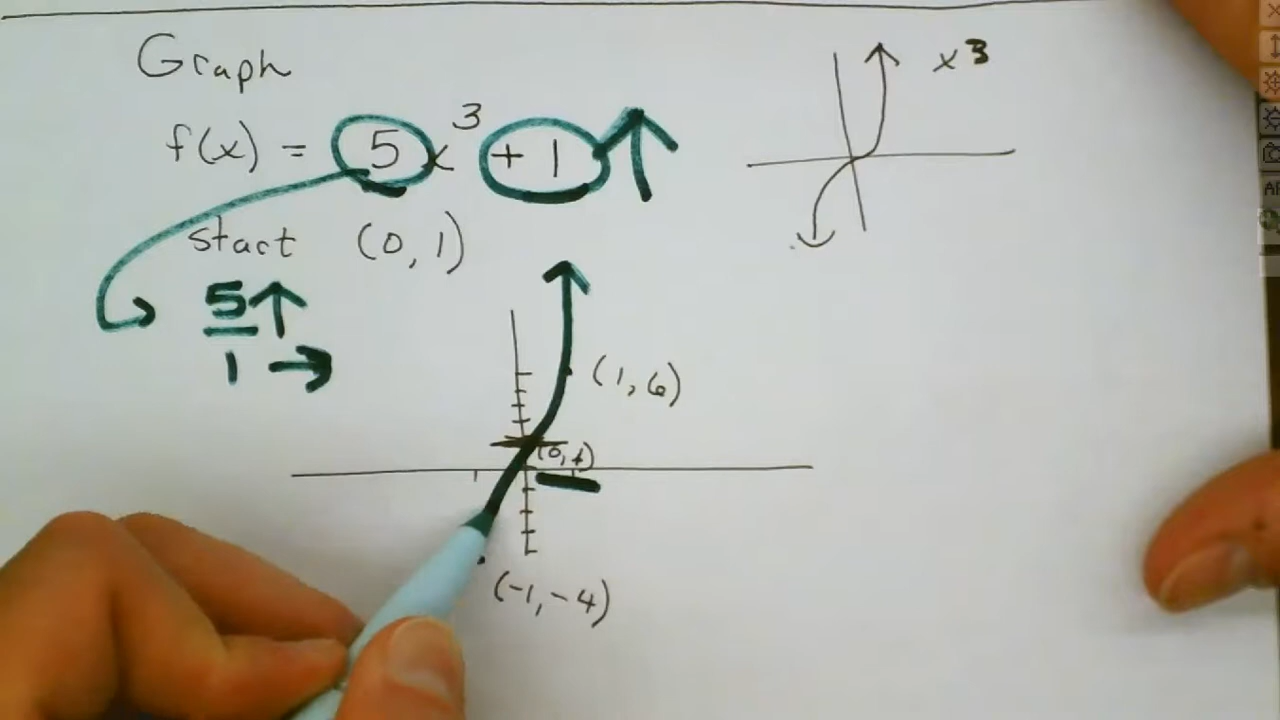 Graph
x³
f(x) = 5x³ + 1
start (0, 1)
5↑
1 →
(1, 6)
(0, 1)
(-1, -4)